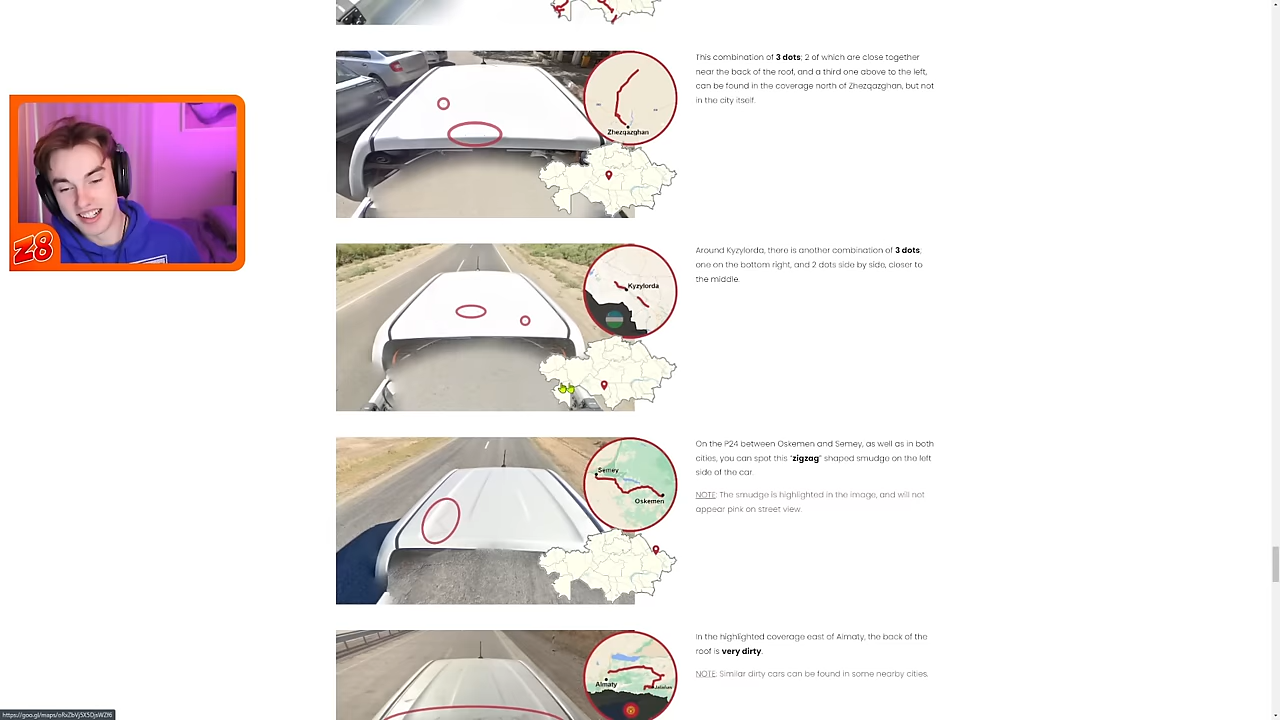 This combination of 3 dots; 2 of which are close together
near the back of the roof, and a third one above to the left,
can be found in the coverage north of Zhezqazghan, but not
in the city itself.
Zhezqazghan
Around Kyzylorda, there is another combination of 3 dots;
one on the bottom right, and 2 dots side by side, closer to
the middle.
Kyzylorda
z8
On the P24 between Oskemen and Semey, as well as in both
cities, you can spot this "zigzag" shaped smudge on the left
side of the car.
NOTE: The smudge is highlighted in the image, and will not
appear pink on street view.
Semey
Oskemen
In the highlighted coverage east of Almaty, the back of the
roof is very dirty.
NOTE: Similar dirty cars can be found in some nearby cities.
Almaty